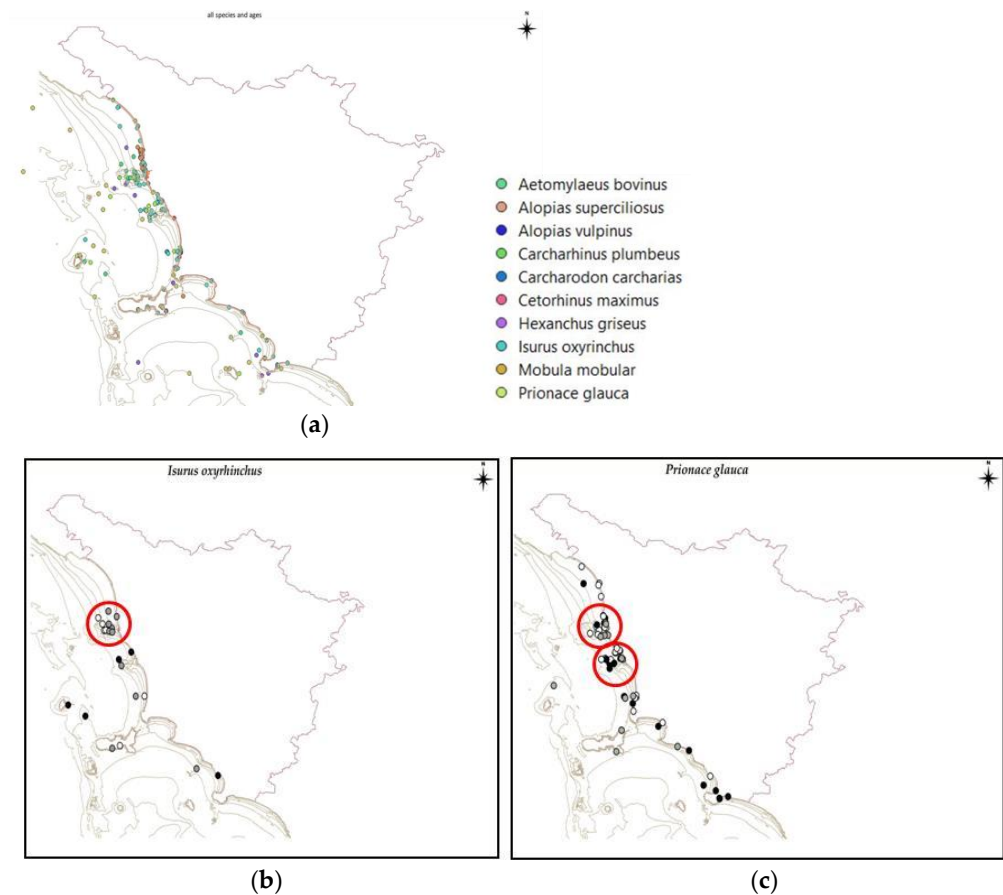 all species and ages
N
Aetomylaeus bovinus
Alopias superciliosus
Alopias vulpinus
Carcharhinus plumbeus
Carcharodon carcharias
Cetorhinus maximus
Hexanchus griseus
Isurus oxyrinchus
Mobula mobular
Prionace glauca
(a)
Isurus oxyrhinchus
N
Prionace glauca
N
(b)
(c)